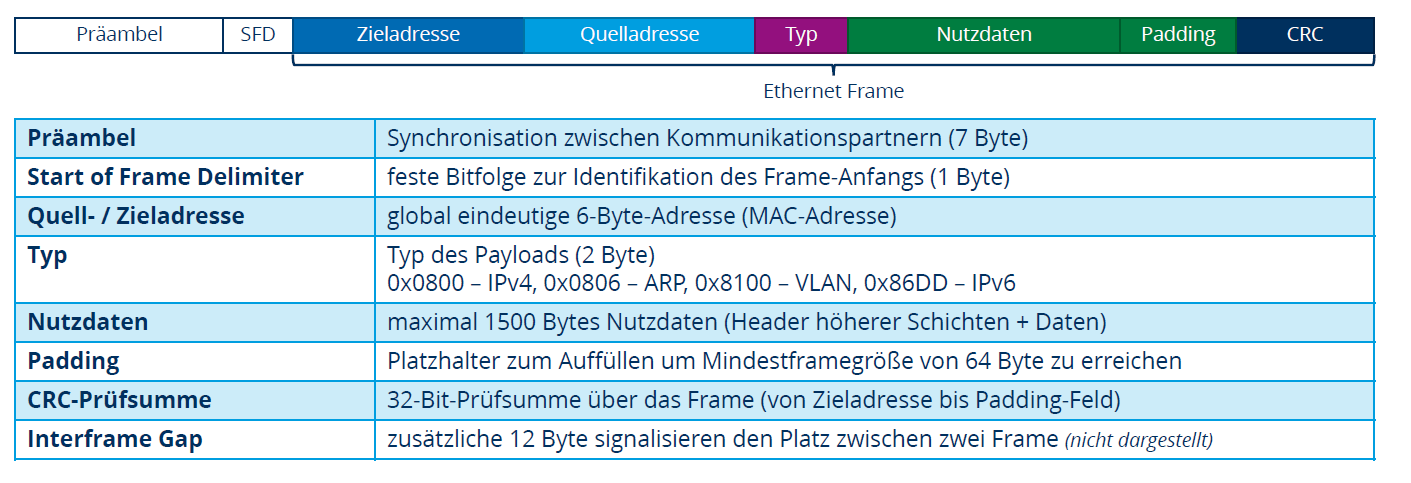 Präambel SFD Zieladresse Quelladresse Typ Nutzdaten Padding CRC
Ethernet Frame
Präambel Synchronisation zwischen Kommunikationspartnern (7 Byte)
Start of Frame Delimiter feste Bitfolge zur Identifikation des Frame-Anfangs (1 Byte)
Quell- / Zieladresse global eindeutige 6-Byte-Adresse (MAC-Adresse)
Typ Typ des Payloads (2 Byte)
0x0800 – IPv4, 0x0806 – ARP, 0x8100 – VLAN, 0x86DD – IPv6
Nutzdaten maximal 1500 Bytes Nutzdaten (Header höherer Schichten + Daten)
Padding Platzhalter zum Auffüllen um Mindestframegröße von 64 Byte zu erreichen
CRC-Prüfsumme 32-Bit-Prüfsumme über das Frame (von Zieladresse bis Padding-Feld)
Interframe Gap zusätzliche 12 Byte signalisieren den Platz zwischen zwei Frame (nicht dargestellt)